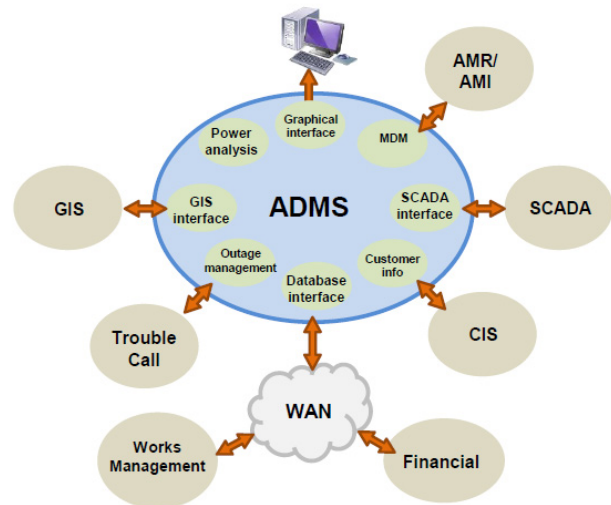 AMR/
AMI
Graphical
interface
Power
analysis
MDM
GIS
GIS
interface
ADMS
SCADA
interface
SCADA
Outage
management
Database
interface
Customer
info
Trouble
Call
CIS
WAN
Works
Management
Financial